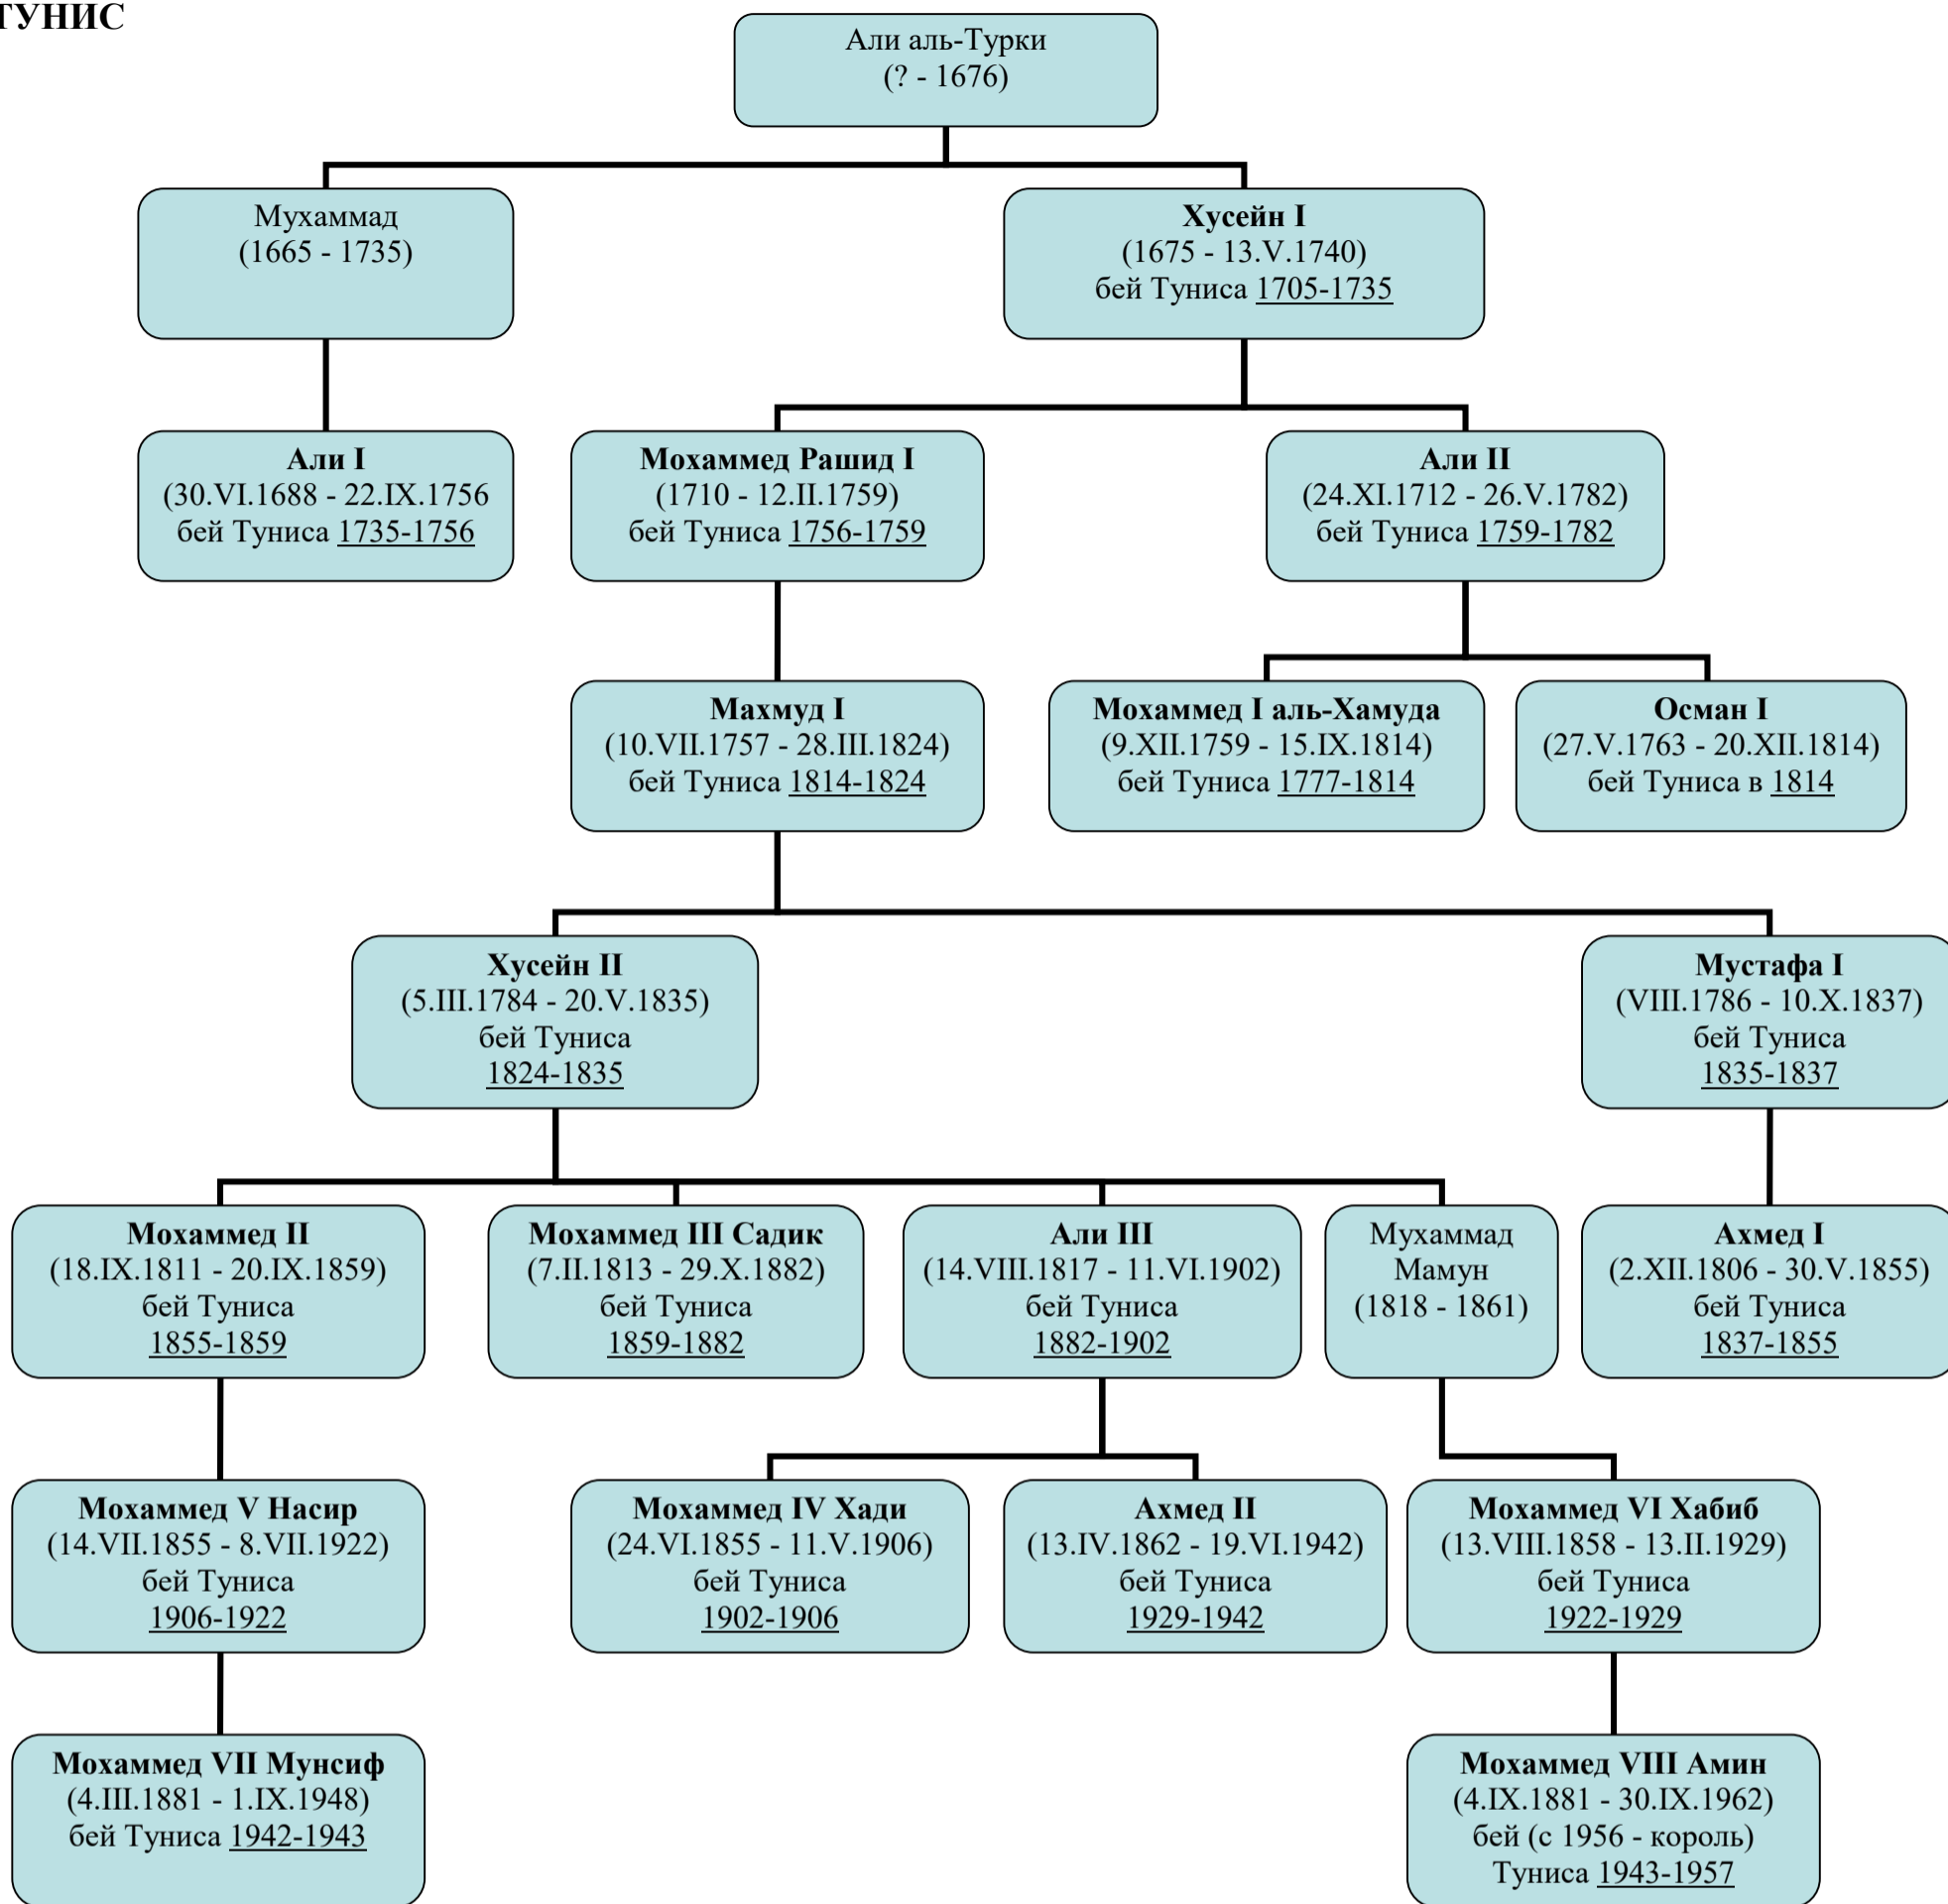 ТУНИС
Али аль-Турки
(? - 1676)
Мухаммад
(1665 - 1735)
Хусейн I
(1675 - 13.V.1740)
бей Туниса 1705-1735
Али I
(30.VI.1688 - 22.IX.1756
бей Туниса 1735-1756
Мохаммед Рашид I
(1710 - 12.II.1759)
бей Туниса 1756-1759
Али II
(24.XI.1712 - 26.V.1782)
бей Туниса 1759-1782
Махмуд I
(10.VII.1757 - 28.III.1824)
бей Туниса 1814-1824
Мохаммед I аль-Хамуда
(9.XII.1759 - 15.IX.1814)
бей Туниса 1777-1814
Осман I
(27.V.1763 - 20.XII.1814)
бей Туниса в 1814
Хусейн II
(5.III.1784 - 20.V.1835)
бей Туниса
1824-1835
Мустафа I
(VIII.1786 - 10.X.1837)
бей Туниса
1835-1837
Мохаммед II
(18.IX.1811 - 20.IX.1859)
бей Туниса
1855-1859
Мохаммед III Садик
(7.II.1813 - 29.X.1882)
бей Туниса
1859-1882
Али III
(14.VIII.1817 - 11.VI.1902)
бей Туниса
1882-1902
Мухаммад
Мамун
(1818 - 1861)
Ахмед I
(2.XII.1806 - 30.V.1855)
бей Туниса
1837-1855
Мохаммед V Насир
(14.VII.1855 - 8.VII.1922)
бей Туниса
1906-1922
Мохаммед IV Хади
(24.VI.1855 - 11.V.1906)
бей Туниса
1902-1906
Ахмед II
(13.IV.1862 - 19.VI.1942)
бей Туниса
1929-1942
Мохаммед VI Хабиб
(13.VIII.1858 - 13.II.1929)
бей Туниса
1922-1929
Мохаммед VII Мунсиф
(4.III.1881 - 1.IX.1948)
бей Туниса 1942-1943
Мохаммед VIII Амин
(4.IX.1881 - 30.IX.1962)
бей (с 1956 - король)
Туниса 1943-1957